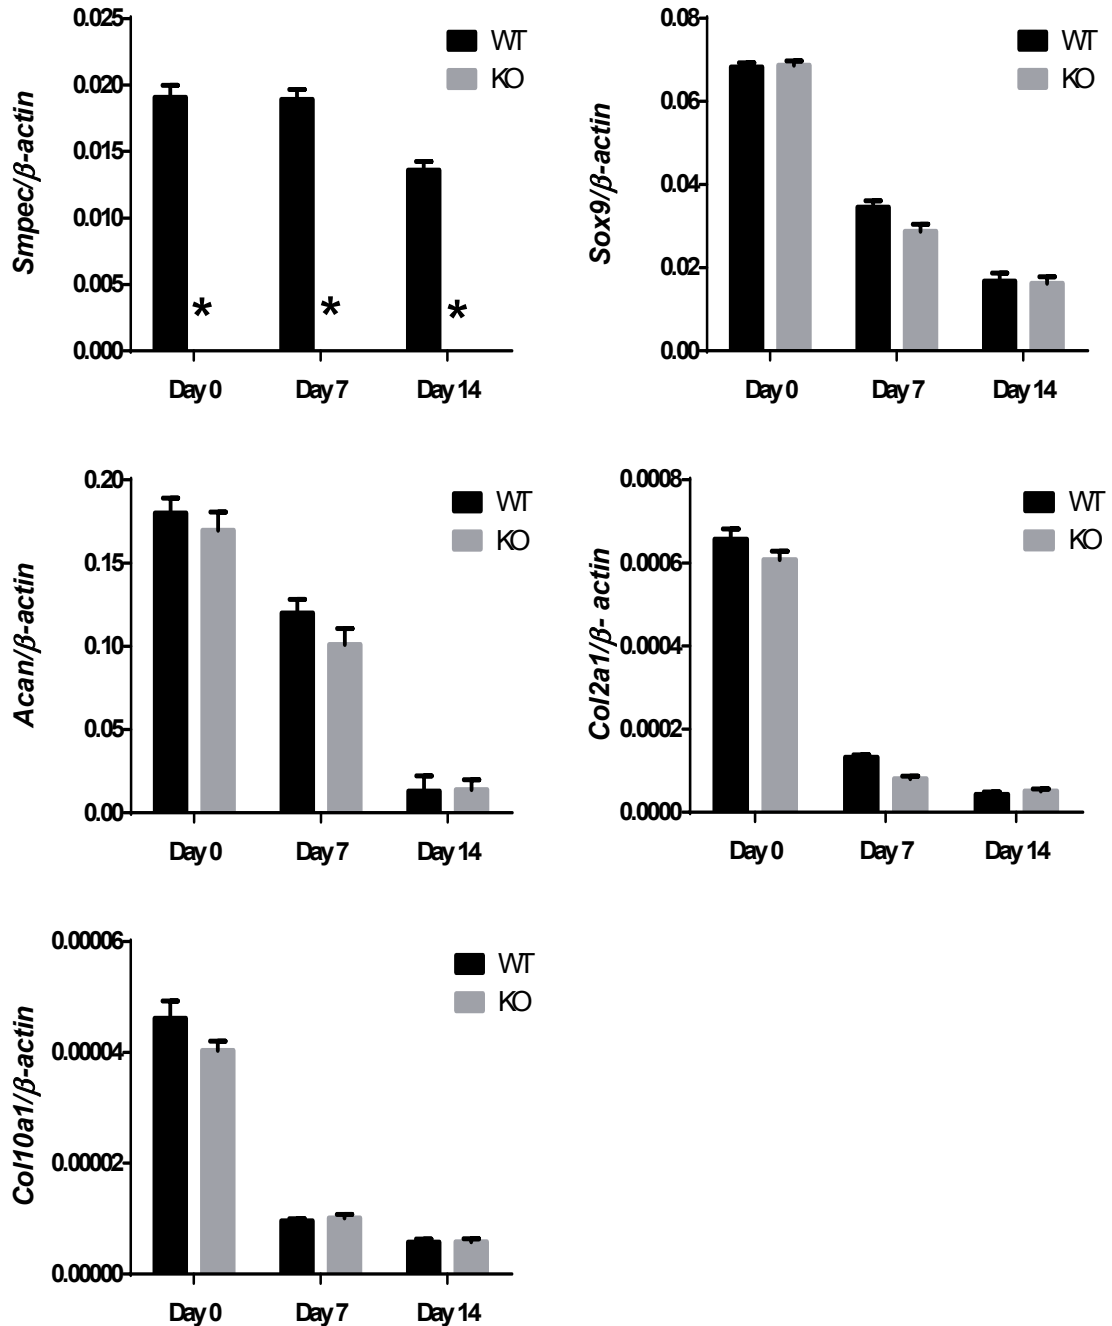 Smpec/β-actin
0.025
0.020
0.015
0.010
0.005
0.000
WT
KO
* * *
Day 0 Day 7 Day 14
Sox9/β-actin
0.08
0.06
0.04
0.02
0.00
WT
KO
Day 0 Day 7 Day 14
Acan/β-actin
0.20
0.15
0.10
0.05
0.00
WT
KO
Day 0 Day 7 Day 14
Col2a1/β- actin
0.0008
0.0006
0.0004
0.0002
0.0000
WT
KO
Day 0 Day 7 Day 14
Col10a1/β-actin
0.00006
0.00004
0.00002
0.00000
WT
KO
Day 0 Day 7 Day 14